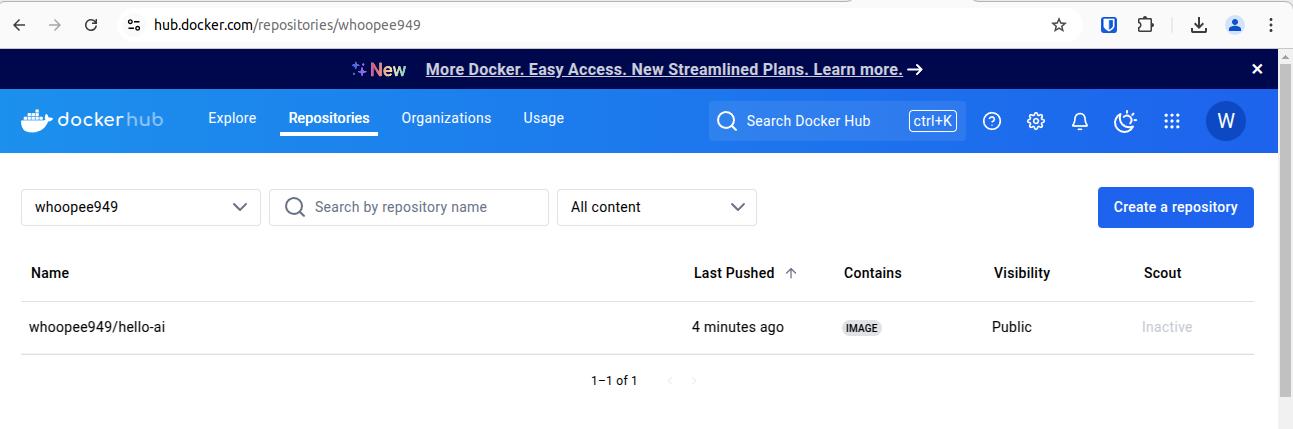 hub.docker.com/repositories/whoopee949
New More Docker. Easy Access. New Streamlined Plans. Learn more.
dockerhub Explore Repositories Organizations Usage Search Docker Hub ctrl+K W
whoopee949 Search by repository name All content Create a repository
Name Last Pushed Contains Visibility Scout
whoopee949/hello-ai 4 minutes ago IMAGE Public Inactive
1–1 of 1